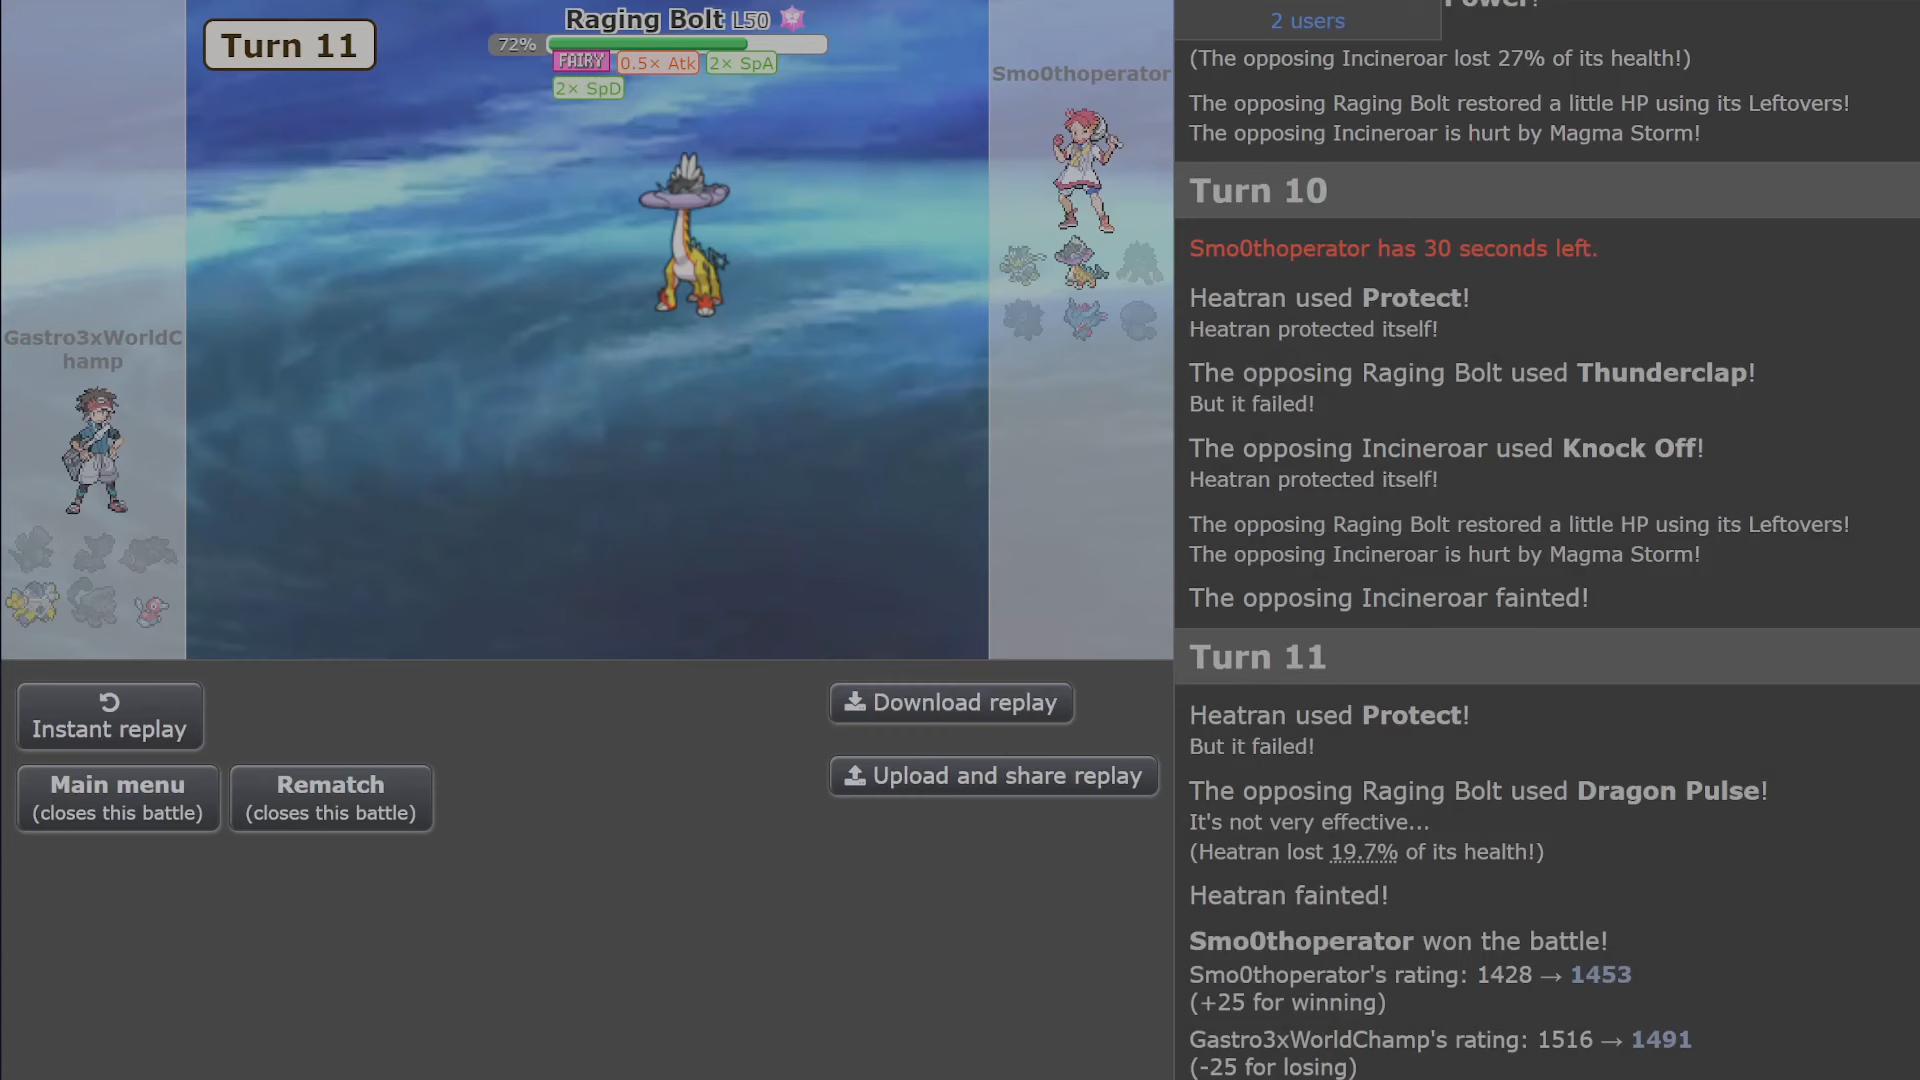 Turn 11
Raging Bolt L50
72%
FAIRY 0.5× Atk 2× SpA
2× SpD
Smo0thoperator
Gastro3xWorldC
hamp
Instant replay
Main menu
(closes this battle)
Rematch
(closes this battle)
Download replay
Upload and share replay
2 users
Power!
(The opposing Incineroar lost 27% of its health!)
The opposing Raging Bolt restored a little HP using its Leftovers!
The opposing Incineroar is hurt by Magma Storm!
Turn 10
Smo0thoperator has 30 seconds left.
Heatran used Protect!
Heatran protected itself!
The opposing Raging Bolt used Thunderclap!
But it failed!
The opposing Incineroar used Knock Off!
Heatran protected itself!
The opposing Raging Bolt restored a little HP using its Leftovers!
The opposing Incineroar is hurt by Magma Storm!
The opposing Incineroar fainted!
Turn 11
Heatran used Protect!
But it failed!
The opposing Raging Bolt used Dragon Pulse!
It's not very effective...
(Heatran lost 19.7% of its health!)
Heatran fainted!
Smo0thoperator won the battle!
Smo0thoperator's rating: 1428 → 1453
(+25 for winning)
Gastro3xWorldChamp's rating: 1516 → 1491
(-25 for losing)